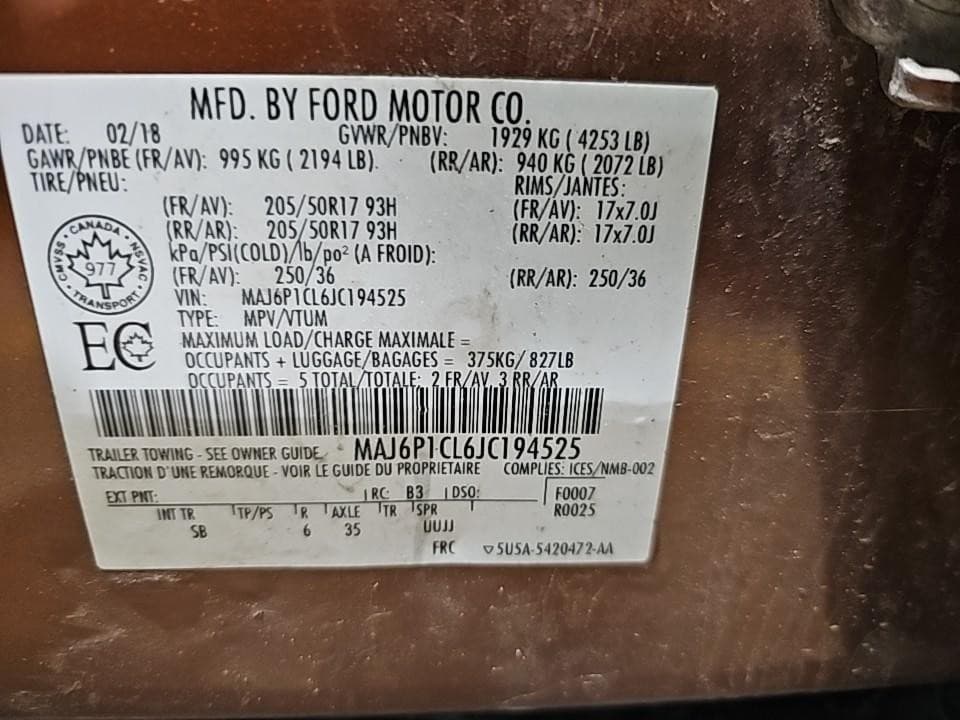 MFD. BY FORD MOTOR CO.
DATE: 02/18 GVWR/PNBV: 1929 KG ( 4253 LB)
GAWR/PNBE (FR/AV): 995 KG ( 2194 LB). (RR/AR): 940 KG ( 2072 LB)
TIRE/PNEU: RIMS/JANTES:
(FR/AV): 205/50R17 93H (FR/AV): 17x7.0J
(RR/AR): 205/50R17 93H (RR/AR): 17x7.0J
kPa/PSI(COLD)/lb/po² (A FROID):
(FR/AV): 250/36 (RR/AR): 250/36
CANADA
CMVSS NSVAC
977
TRANSPORT
VIN: MAJ6P1CL6JC194525
TYPE: MPV/VTUM
EC
MAXIMUM LOAD/CHARGE MAXIMALE =
OCCUPANTS + LUGGAGE/BAGAGES = 375KG/ 827LB
OCCUPANTS = 5 TOTAL/TOTALE: 2 FR/AV, 3 RR/AR
TRAILER TOWING - SEE OWNER GUIDE MAJ6P1CL6JC194525
TRACTION D'UNE REMORQUE - VOIR LE GUIDE DU PROPRIETAIRE COMPLIES: ICES/NMB-002
EXT PNT: RC: B3 DSO: F0007
INT TR TP/PS R AXLE TR SPR R0025
SB 6 35 UUJJ
FRC ▽5U5A-5420472-AA